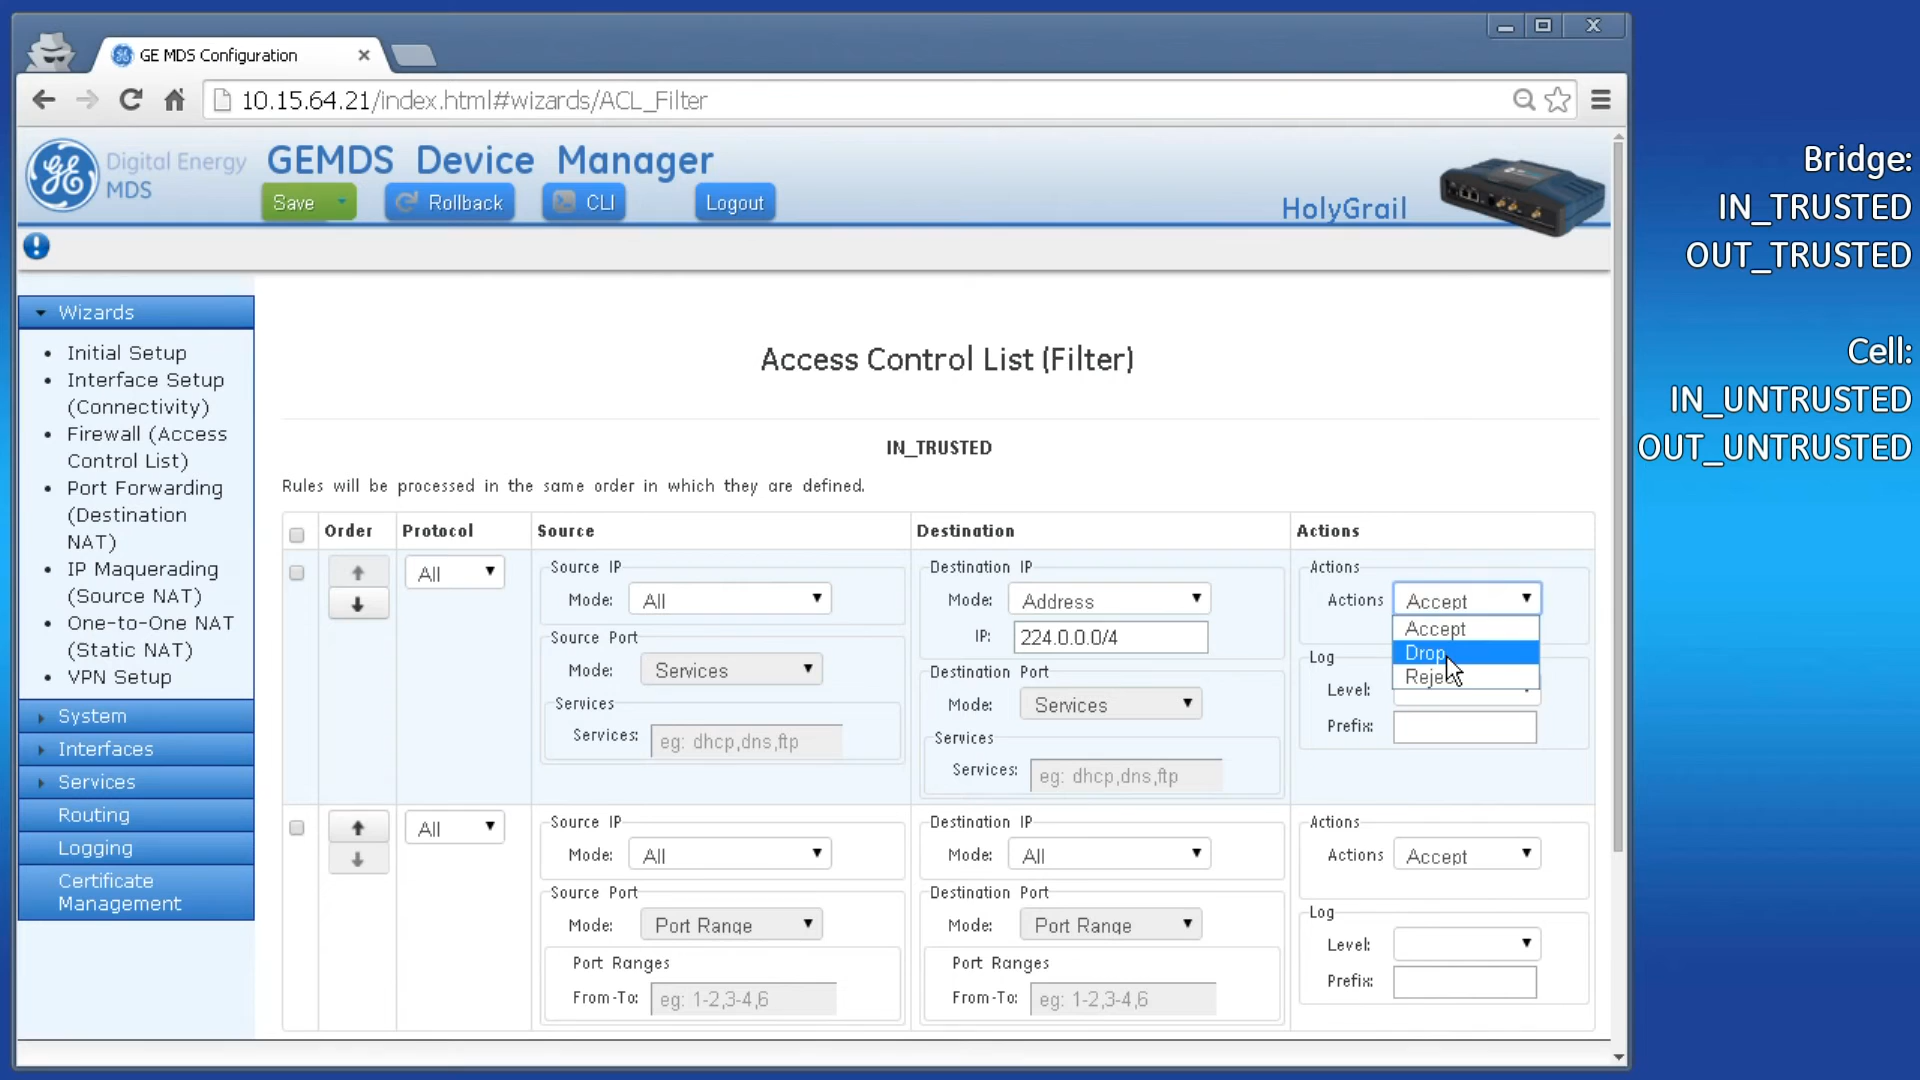 GE MDS Configuration
10.15.64.21/index.html#wizards/ACL_Filter
Digital Energy
MDS
GEMDS Device Manager
Save
Rollback
CLI
Logout
HolyGrail
Wizards
Initial Setup
Interface Setup
(Connectivity)
Firewall (Access
Control List)
Port Forwarding
(Destination
NAT)
IP Maquerading
(Source NAT)
One-to-One NAT
(Static NAT)
VPN Setup
System
Interfaces
Services
Routing
Logging
Certificate
Management
Access Control List (Filter)
IN_TRUSTED
Rules will be processed in the same order in which they are defined.
Order Protocol Source Destination Actions
All
Source IP
Mode: All
Source Port
Mode: Services
Services
Services: eg: dhcp,dns,ftp
Destination IP
Mode: Address
IP: 224.0.0.0/4
Destination Port
Mode: Services
Services
Services: eg: dhcp,dns,ftp
Actions
Actions Accept
Accept
Drop
Reject
Log
Level:
Prefix:
All
Source IP
Mode: All
Source Port
Mode: Port Range
Port Ranges
From-To: eg: 1-2,3-4,6
Destination IP
Mode: All
Destination Port
Mode: Port Range
Port Ranges
From-To: eg: 1-2,3-4,6
Actions
Actions Accept
Log
Level:
Prefix:
Bridge:
IN_TRUSTED
OUT_TRUSTED
Cell:
IN_UNTRUSTED
OUT_UNTRUSTED